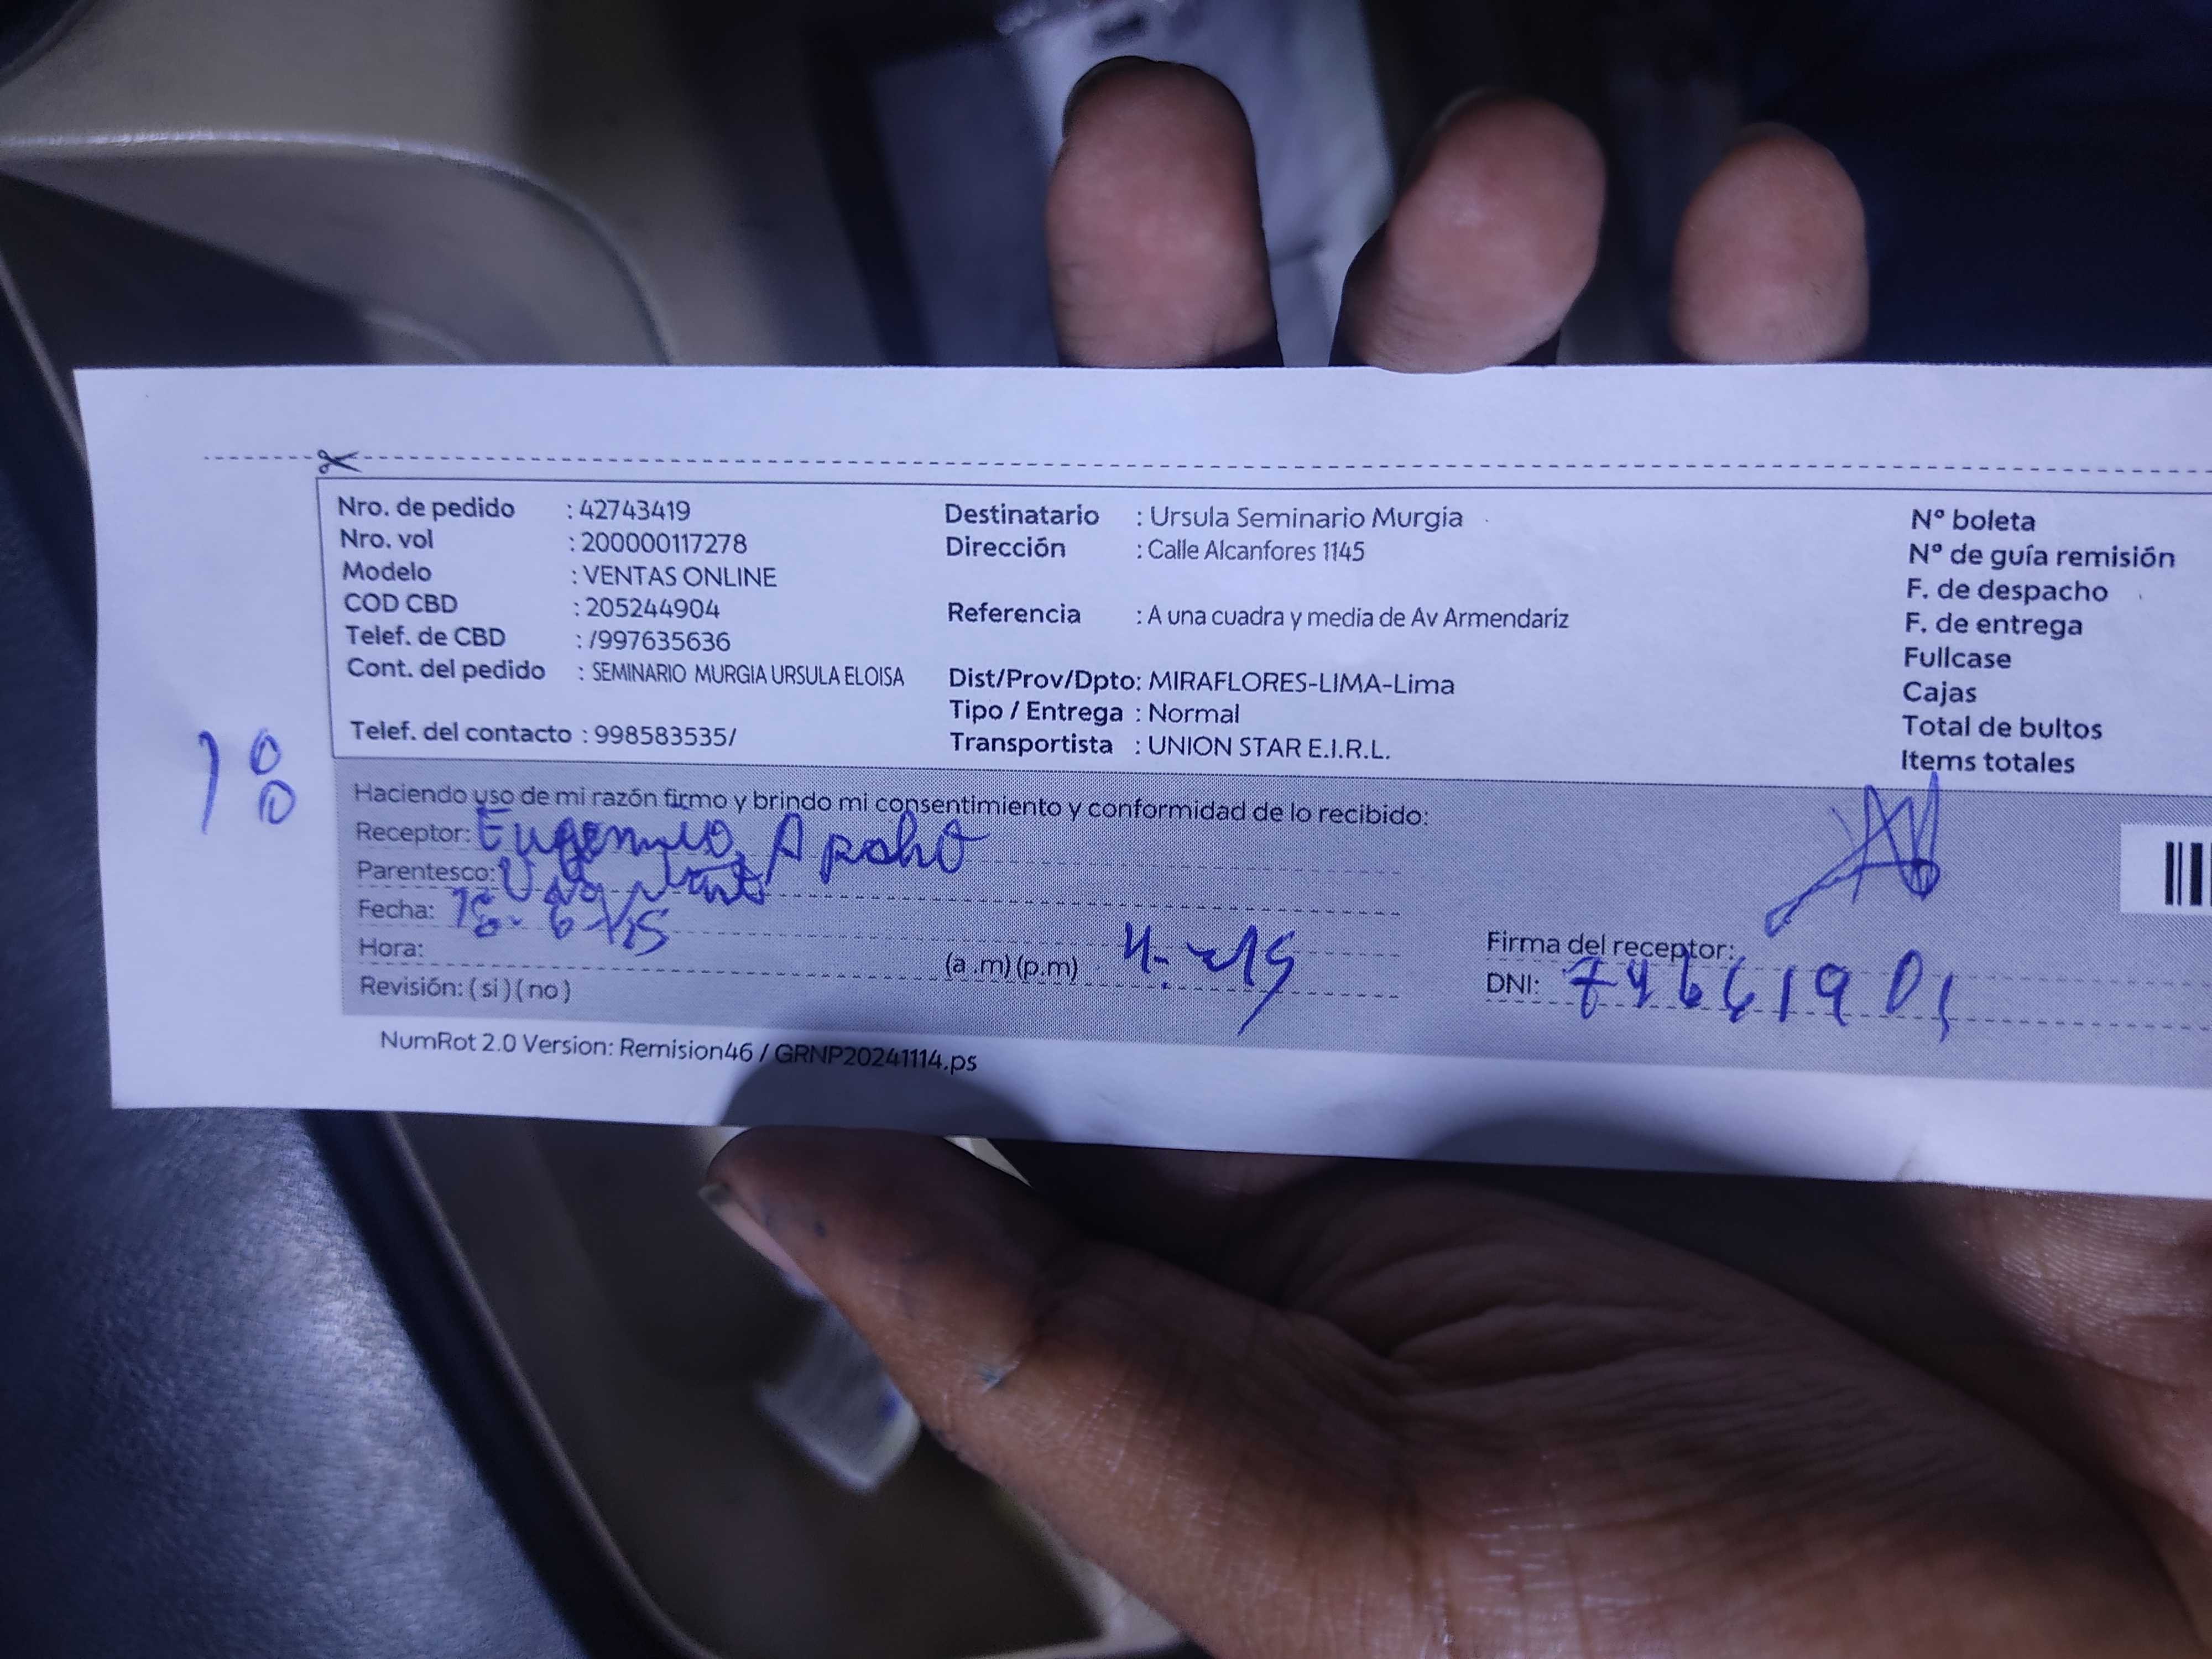 Nro. de pedido : 42743419
Nro. vol : 200000117278
Modelo : VENTAS ONLINE
COD CBD : 205244904
Telef. de CBD : /997635636
Cont. del pedido : SEMINARIO MURGIA URSULA ELOISA
Telef. del contacto : 998583535/
Destinatario : Ursula Seminario Murgia
Dirección : Calle Alcanfores 1145
Referencia : A una cuadra y media de Av Armendariz
Dist/Prov/Dpto: MIRAFLORES-LIMA-Lima
Tipo / Entrega : Normal
Transportista : UNION STAR E.I.R.L.
N° boleta
N° de guía remisión
F. de despacho
F. de entrega
Fullcase
Cajas
Total de bultos
Items totales
Haciendo uso de mi razón firmo y brindo mi consentimiento y conformidad de lo recibido:
Receptor: Eugenio
Parentesco:
Fecha:
Hora: (a .m) (p.m)
Revisión: ( si ) ( no )
Firma del receptor:
DNI:
NumRot 2.0 Version: Remision46 / GRNP20241114.ps